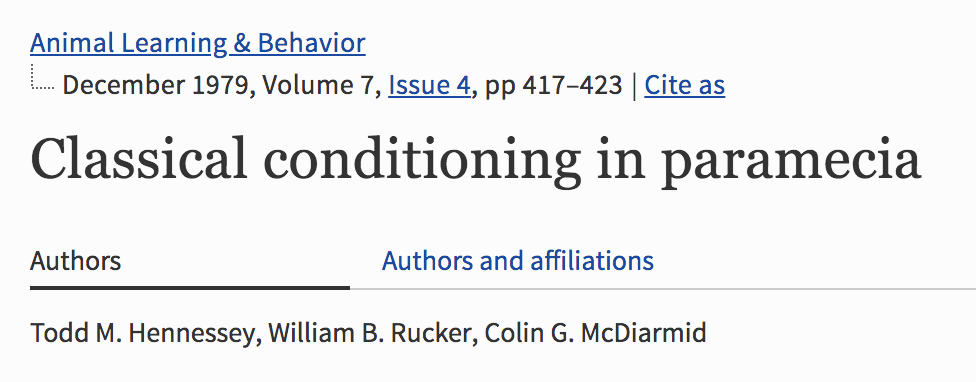 Animal Learning & Behavior
December 1979, Volume 7, Issue 4, pp 417–423 | Cite as
Classical conditioning in paramecia
Authors Authors and affiliations
Todd M. Hennessey, William B. Rucker, Colin G. McDiarmid